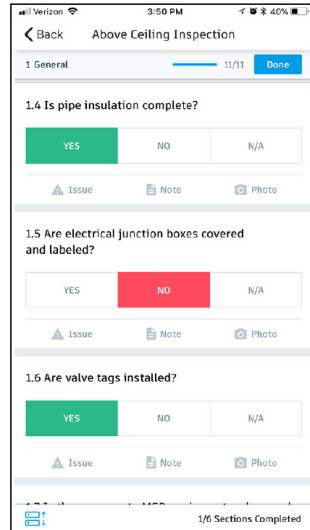 Verizon 3:50 PM 40%
Back Above Ceiling Inspection
1 General 11/11 Done
1.4 Is pipe insulation complete?
YES NO N/A
Issue Note Photo
1.5 Are electrical junction boxes covered
and labeled?
YES NO N/A
Issue Note Photo
1.6 Are valve tags installed?
YES NO N/A
Issue Note Photo
1/6 Sections Completed